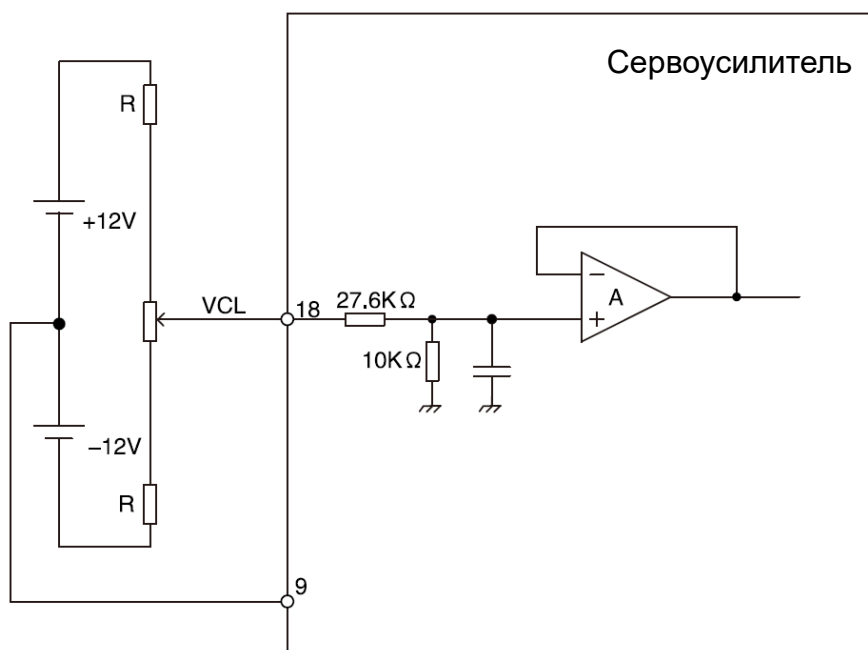 Сервоусилитель
R
+12V
VCL
18
27.6KΩ
A
−
+
10KΩ
−12V
R
9